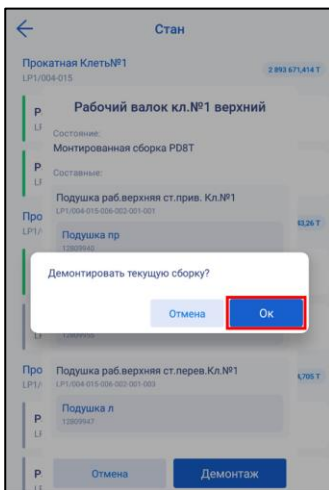 Стан
Прокатная Клеть№1
LP1/004-015
2 893 671,414 Т
Рабочий валок кл.№1 верхний
Состояние:
Монтированная сборка PD8T
Составные:
Подушка раб.верхняя ст.прив. Кл.№1
LP1/004-015-006-002-001-001
Подушка пр
12809940
Демонтировать текущую сборку?
Отмена
Ок
Подушка раб.верхняя ст.перев.Кл.№1
LP1/004-015-006-002-001-003
Подушка л
12809947
Отмена
Демонтаж